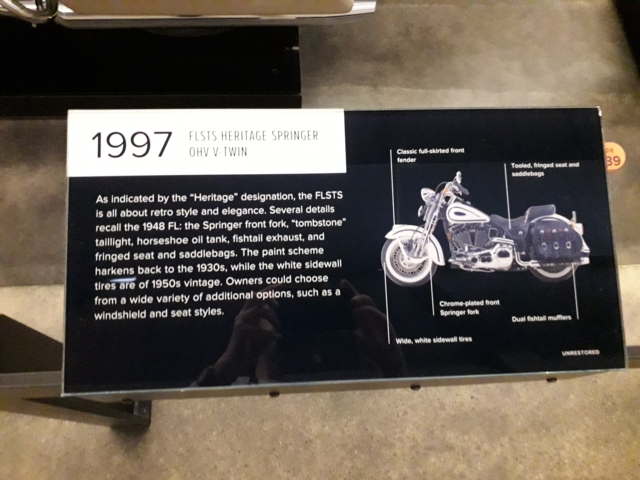 1997
FLSTS HERITAGE SPRINGER
OHV V-TWIN
As indicated by the "Heritage" designation, the FLSTS
is all about retro style and elegance. Several details
recall the 1948 FL: the Springer front fork, "tombstone"
taillight, horseshoe oil tank, fishtail exhaust, and
fringed seat and saddlebags. The paint scheme
harkens back to the 1930s, while the white sidewall
tires are of 1950s vintage. Owners could choose
from a wide variety of additional options, such as a
windshield and seat styles.
Classic full-skirted front
fender
Tooled, fringed seat and
saddlebags
Chrome-plated front
Springer fork
Dual fishtail mufflers
Wide, white sidewall tires
UNRESTORED